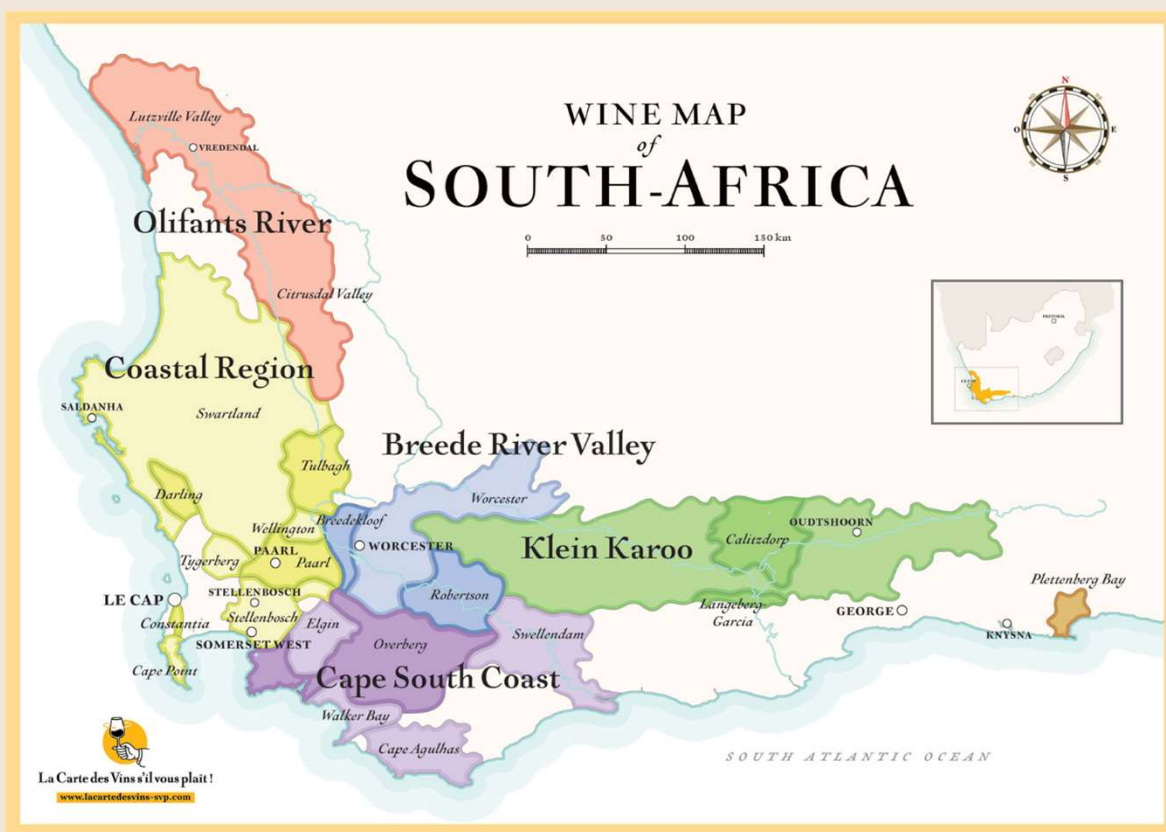 WINE MAP
of
SOUTH-AFRICA
0 50 100 150 km
N
E
S
O
Lutzville Valley
VREDENDAL
Olifants River
Citrusdal Valley
Coastal Region
SALDANHA
Swartland
Tulbagh
Darling
Breede River Valley
Worcester
Breedekloof
Wellington
WORCESTER
PAARL
Paarl
Tygerberg
Klein Karoo
Calitzdorp
OUDTSHOORN
Robertson
STELLENBOSCH
LE CAP
Stellenbosch
Constantia
Elgin
SOMERSET WEST
Overberg
Swellendam
Langeberg-
Garcia
GEORGE
KNYSNA
Plettenberg Bay
Cape Point
Cape South Coast
Walker Bay
Cape Agulhas
PRETORIA
LE CAP
SOUTH ATLANTIC OCEAN
La Carte des Vins s'il vous plait !
www.lacartedesvins-svp.com